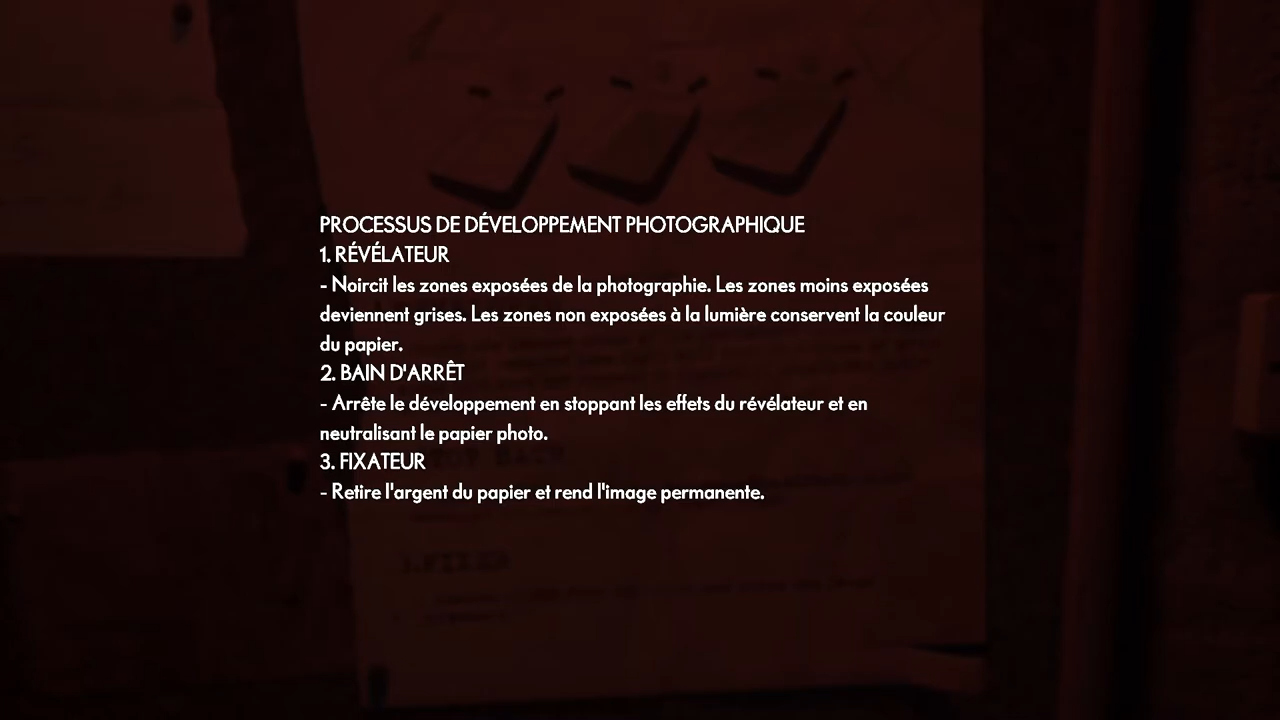 PROCESSUS DE DÉVELOPPEMENT PHOTOGRAPHIQUE
1. RÉVÉLATEUR
- Noircit les zones exposées de la photographie. Les zones moins exposées
deviennent grises. Les zones non exposées à la lumière conservent la couleur
du papier.
2. BAIN D'ARRÊT
- Arrête le développement en stoppant les effets du révélateur et en
neutralisant le papier photo.
3. FIXATEUR
- Retire l'argent du papier et rend l'image permanente.